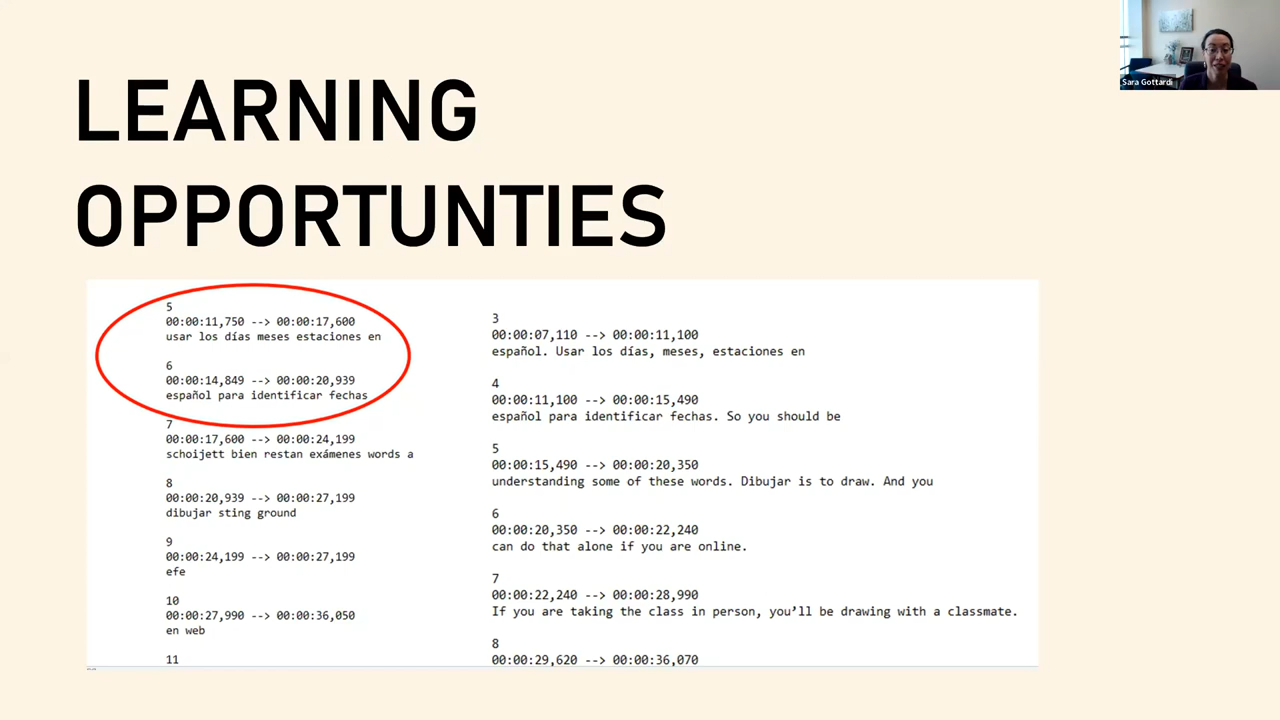 LEARNING
OPPORTUNTIES
Sara Gottardi
5
00:00:11,750 --> 00:00:17,600
usar los días meses estaciones en
6
00:00:14,849 --> 00:00:20,939
español para identificar fechas
7
00:00:17,600 --> 00:00:24,199
schoijett bien restan exámenes words a
8
00:00:20,939 --> 00:00:27,199
dibujar sting ground
9
00:00:24,199 --> 00:00:27,199
efe
10
00:00:27,990 --> 00:00:36,050
en web
11
3
00:00:07,110 --> 00:00:11,100
español. Usar los días, meses, estaciones en
4
00:00:11,100 --> 00:00:15,490
español para identificar fechas. So you should be
5
00:00:15,490 --> 00:00:20,350
understanding some of these words. Dibujar is to draw. And you
6
00:00:20,350 --> 00:00:22,240
can do that alone if you are online.
7
00:00:22,240 --> 00:00:28,990
If you are taking the class in person, you’ll be drawing with a classmate.
8
00:00:29,620 --> 00:00:36,070